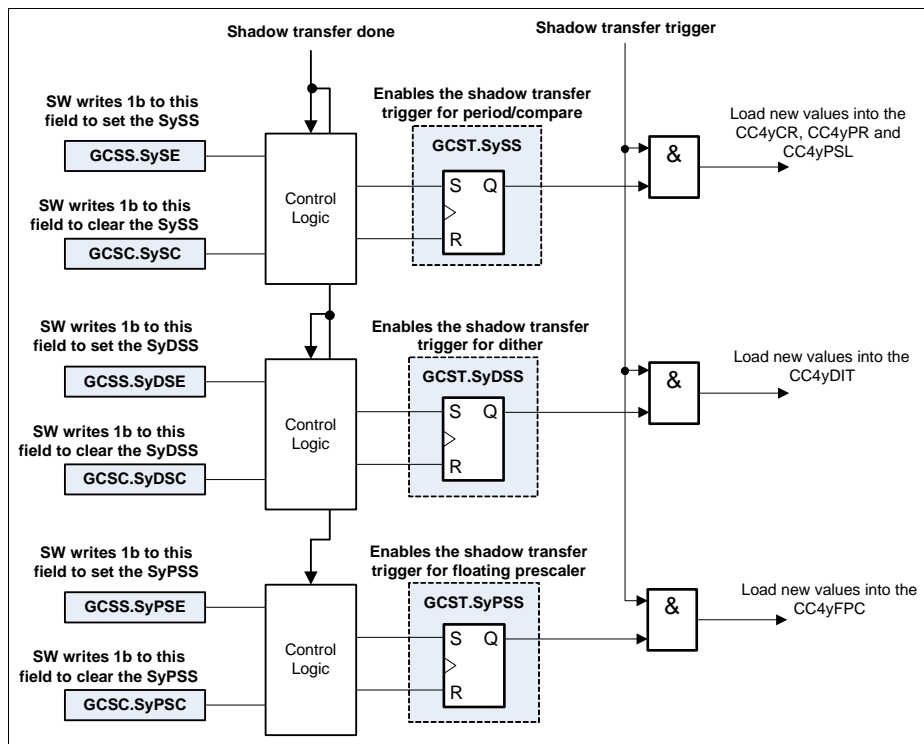 Shadow transfer done
Shadow transfer trigger
SW writes 1b to this
field to set the SySS
GCSS.SySE
SW writes 1b to this
field to clear the SySS
GCSC.SySC
Control
Logic
Enables the shadow transfer
trigger for period/compare
GCST.SySS
S Q
R
&
Load new values into the
CC4yCR, CC4yPR and
CC4yPSL
SW writes 1b to this
field to set the SyDSS
GCSS.SyDSE
SW writes 1b to this
field to clear the SyDSS
GCSC.SyDSC
Control
Logic
Enables the shadow transfer
trigger for dither
GCST.SyDSS
S Q
R
&
Load new values into the
CC4yDIT
SW writes 1b to this
field to set the SyPSS
GCSS.SyPSE
SW writes 1b to this
field to clear the SyPSS
GCSC.SyPSC
Control
Logic
Enables the shadow transfer
trigger for floating prescaler
GCST.SyPSS
S Q
R
&
Load new values into the
CC4yFPC